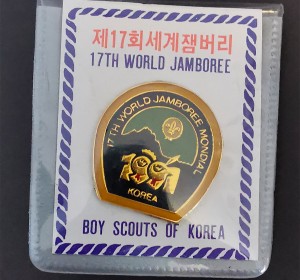 제17회세계잼버리
17TH WORLD JAMBOREE
17TH WORLD JAMBOREE MONDIAL
KOREA
BOY SCOUTS OF KOREA